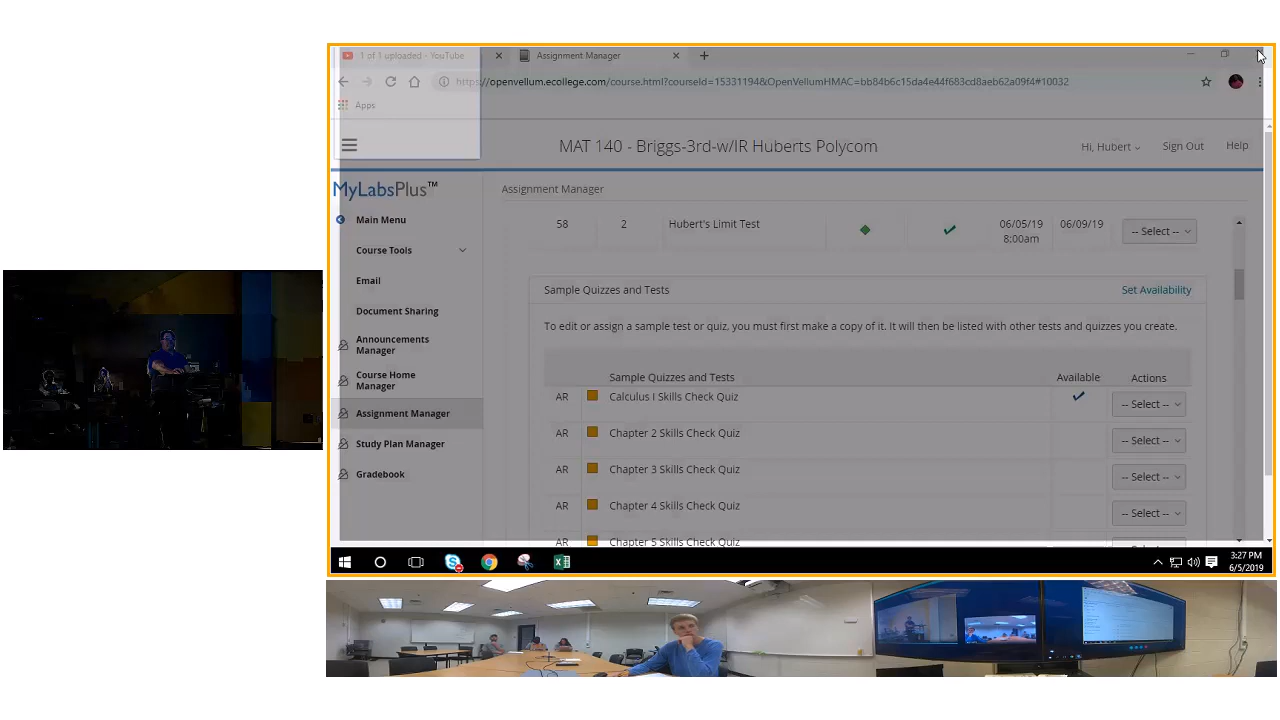 1 of 1 uploaded - YouTube
Assignment Manager
https://openvellum.ecollege.com/course.html?courseId=15331194&OpenVellumHMAC=bb84b6c15da4e44f683cd8aeb62a09f4#10032
Apps
MAT 140 - Briggs-3rd-w/IR Huberts Polycom
Hi, Hubert
Sign Out
Help
MyLabsPlus™
Main Menu
Course Tools
Email
Document Sharing
Announcements
Manager
Course Home
Manager
Assignment Manager
Study Plan Manager
Gradebook
Assignment Manager
58 2 Hubert's Limit Test 06/05/19 06/09/19 -- Select --
8:00am
Sample Quizzes and Tests Set Availability
To edit or assign a sample test or quiz, you must first make a copy of it. It will then be listed with other tests and quizzes you create.
Sample Quizzes and Tests Available Actions
AR Calculus I Skills Check Quiz -- Select --
AR Chapter 2 Skills Check Quiz -- Select --
AR Chapter 3 Skills Check Quiz -- Select --
AR Chapter 4 Skills Check Quiz -- Select --
AR Chapter 5 Skills Check Quiz
3:27 PM
6/5/2019